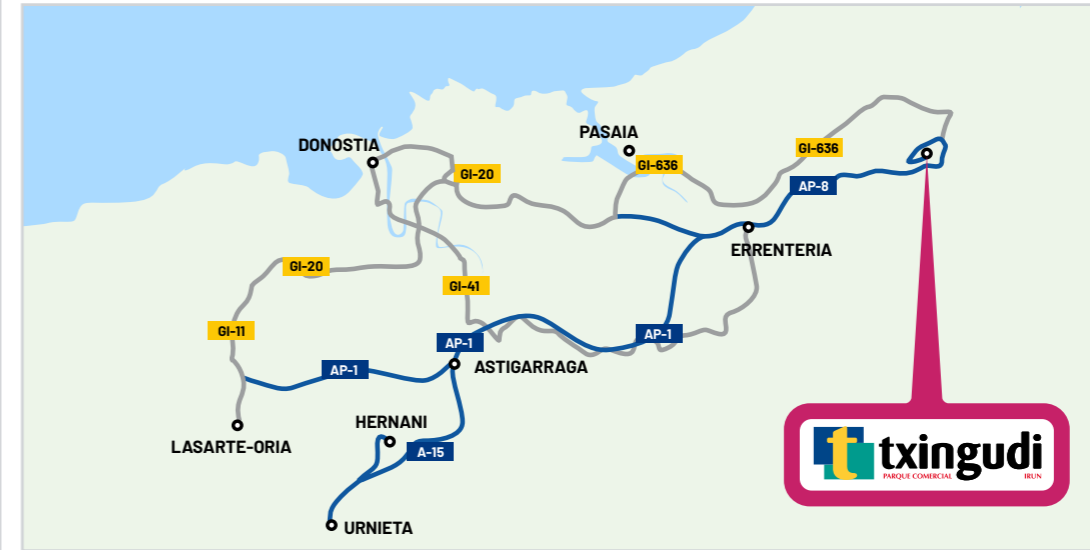 PASAIA
DONOSTIA
GI-636
GI-636
GI-20
AP-8
ERRENTERIA
GI-20
GI-41
GI-11
AP-1
AP-1
AP-1
ASTIGARRAGA
HERNANI
LASARTE-ORIA
A-15
URNIETA
t txingudi
PARQUE COMERCIAL IRUN